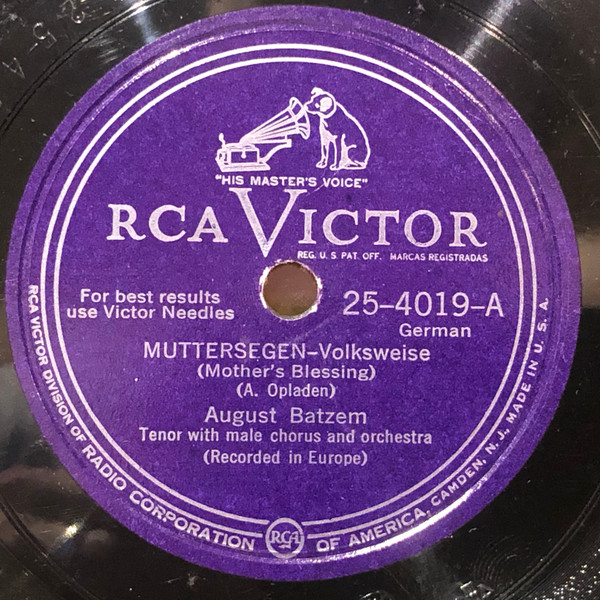 "HIS MASTER'S VOICE"
RCA VICTOR
REG. U. S. PAT. OFF. MARCAS REGISTRADAS
For best results
use Victor Needles
25-4019-A
German
MUTTERSEGEN-Volksweise
(Mother's Blessing)
(A. Opladen)
August Batzem
Tenor with male chorus and orchestra
(Recorded in Europe)
RCA VICTOR DIVISION OF RADIO CORPORATION OF AMERICA, CAMDEN, N. J., MADE IN U. S. A.
RCA